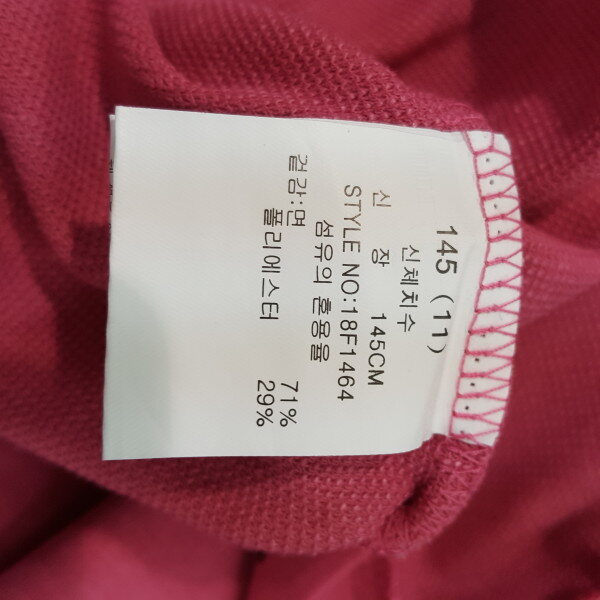 145 (11)
신체치수
신 장 145CM
STYLE NO:18F1464
섬유의 혼용율
겉감:면 71%
폴리에스터 29%